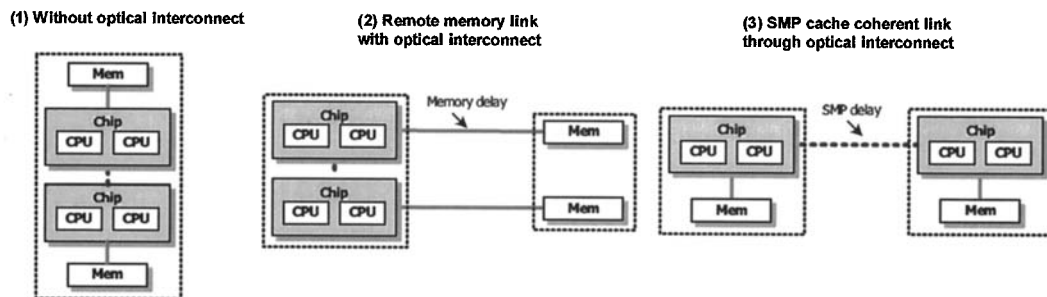 (1) Without optical interconnect
Mem
Chip
CPU CPU
Chip
CPU CPU
Mem
(2) Remote memory link
with optical interconnect
Chip
CPU CPU
Chip
CPU CPU
Memory delay
Mem
Mem
(3) SMP cache coherent link
through optical interconnect
Chip
CPU CPU
Mem
SMP delay
Chip
CPU CPU
Mem